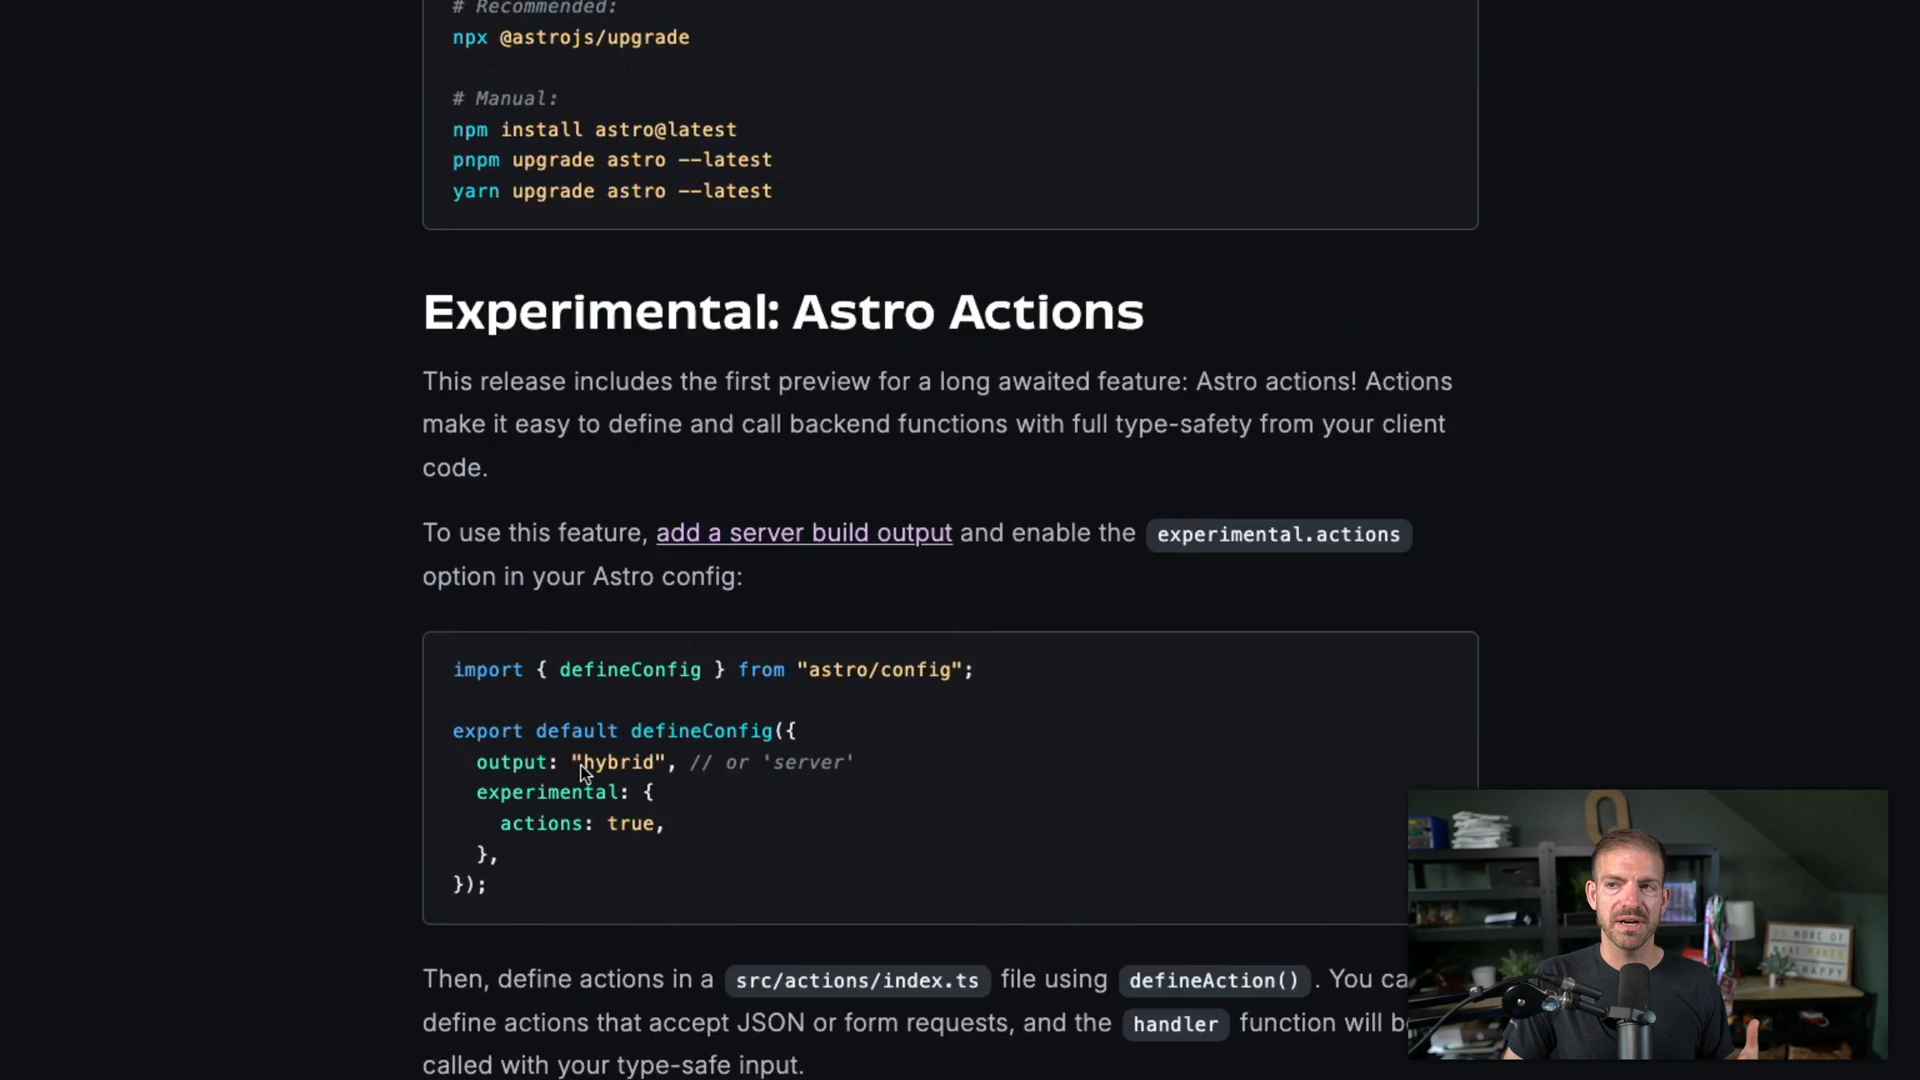 # Recommended:
npx @astrojs/upgrade
# Manual:
npm install astro@latest
pnpm upgrade astro --latest
yarn upgrade astro --latest
Experimental: Astro Actions
This release includes the first preview for a long awaited feature: Astro actions! Actions
make it easy to define and call backend functions with full type-safety from your client
code.
To use this feature, add a server build output and enable the experimental.actions
option in your Astro config:
import { defineConfig } from "astro/config";
export default defineConfig({
output: "hybrid", // or 'server'
experimental: {
actions: true,
},
});
Then, define actions in a src/actions/index.ts file using defineAction() . You ca
define actions that accept JSON or form requests, and the handler function will b
called with your type-safe input.
DO MORE OF
WHAT MAKES
HAPPY